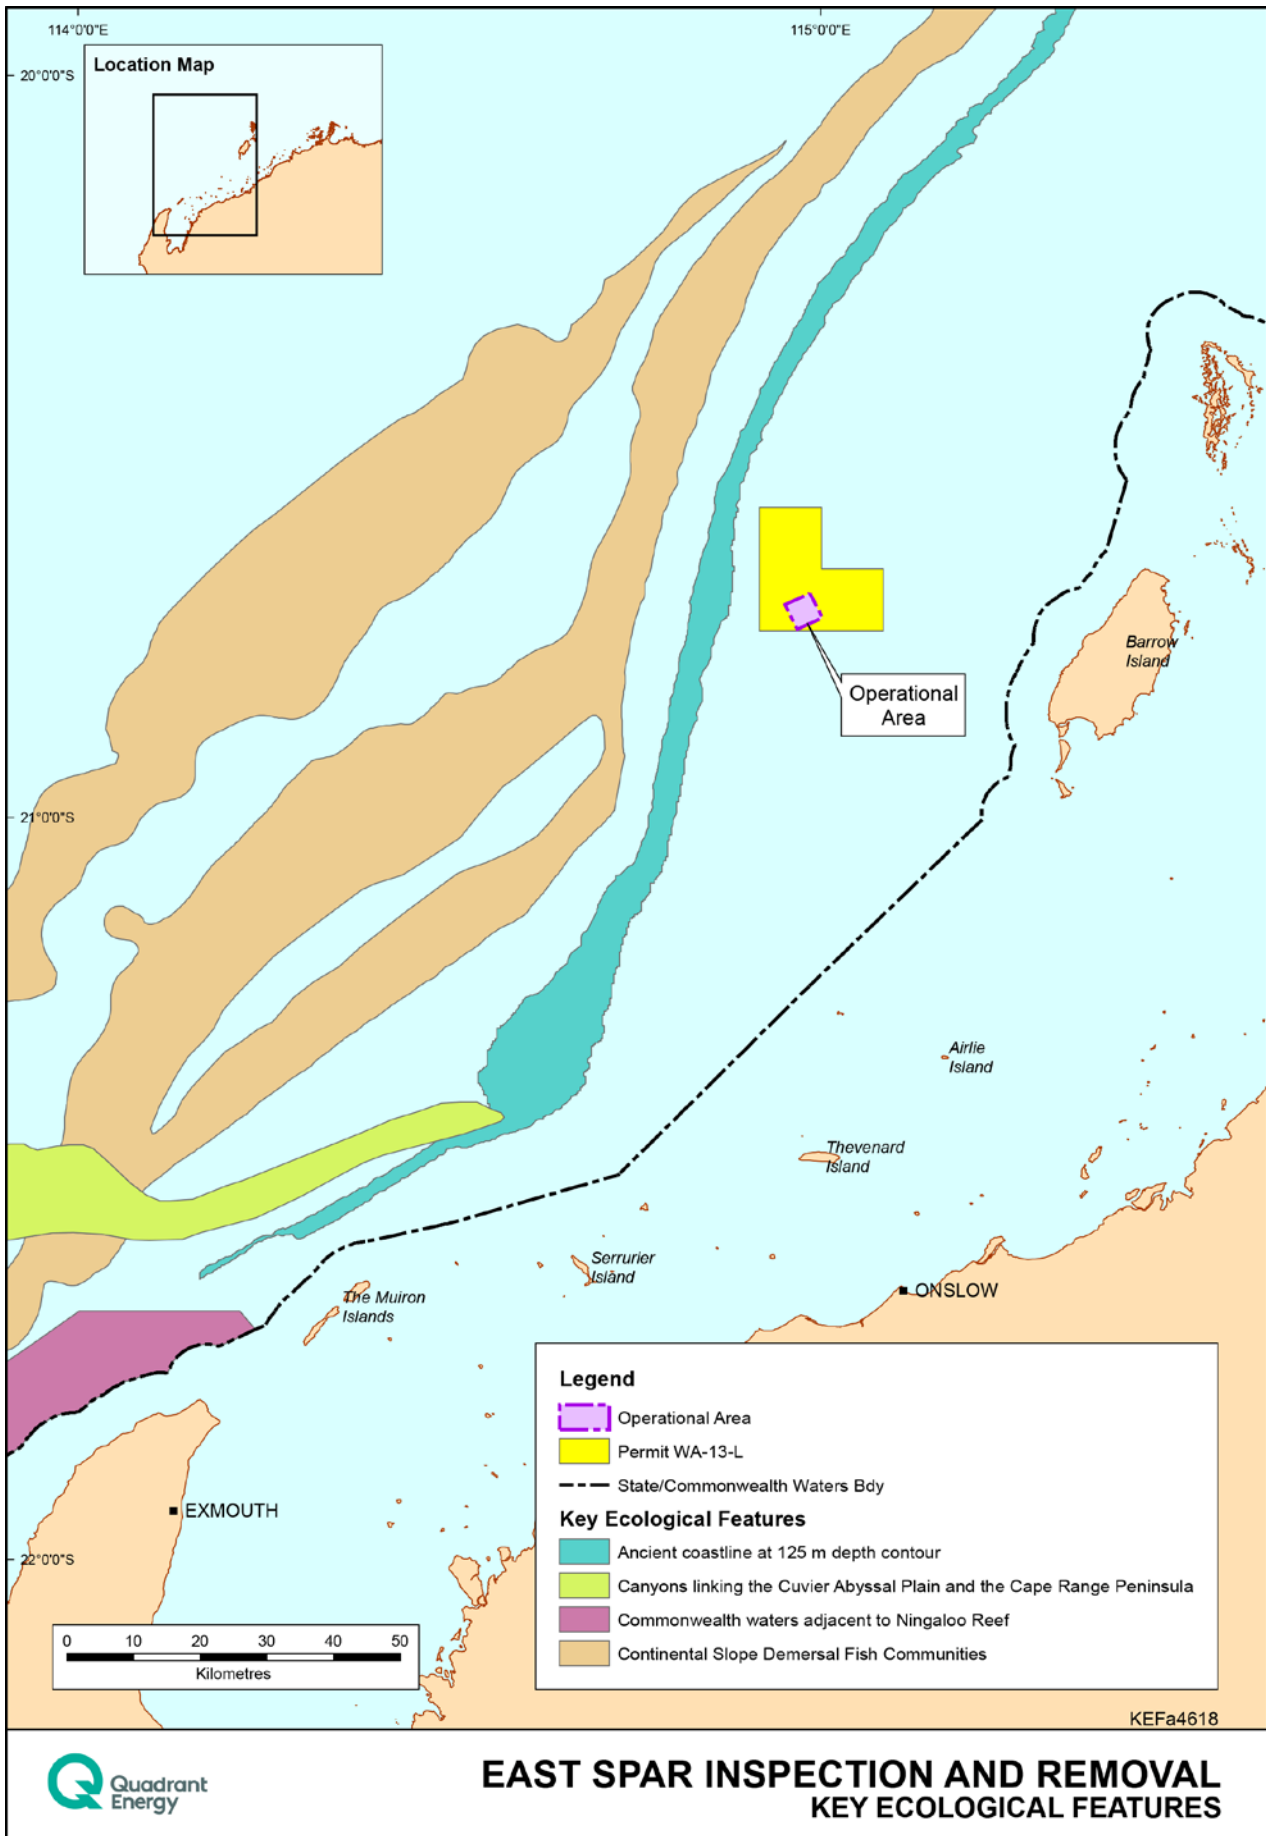 114°0'0"E
115°0'0"E
20°0'0"S
Location Map
Barrow
Island
Operational
Area
21°0'0"S
Airlie
Island
Thevenard
Island
Serrurier
Island
ONSLOW
The Muiron
Islands
EXMOUTH
22°0'0"S
Legend
Operational Area
Permit WA-13-L
State/Commonwealth Waters Bdy
Key Ecological Features
Ancient coastline at 125 m depth contour
Canyons linking the Cuvier Abyssal Plain and the Cape Range Peninsula
Commonwealth waters adjacent to Ningaloo Reef
Continental Slope Demersal Fish Communities
0 10 20 30 40 50
Kilometres
KEFa4618
Quadrant
Energy
EAST SPAR INSPECTION AND REMOVAL
KEY ECOLOGICAL FEATURES